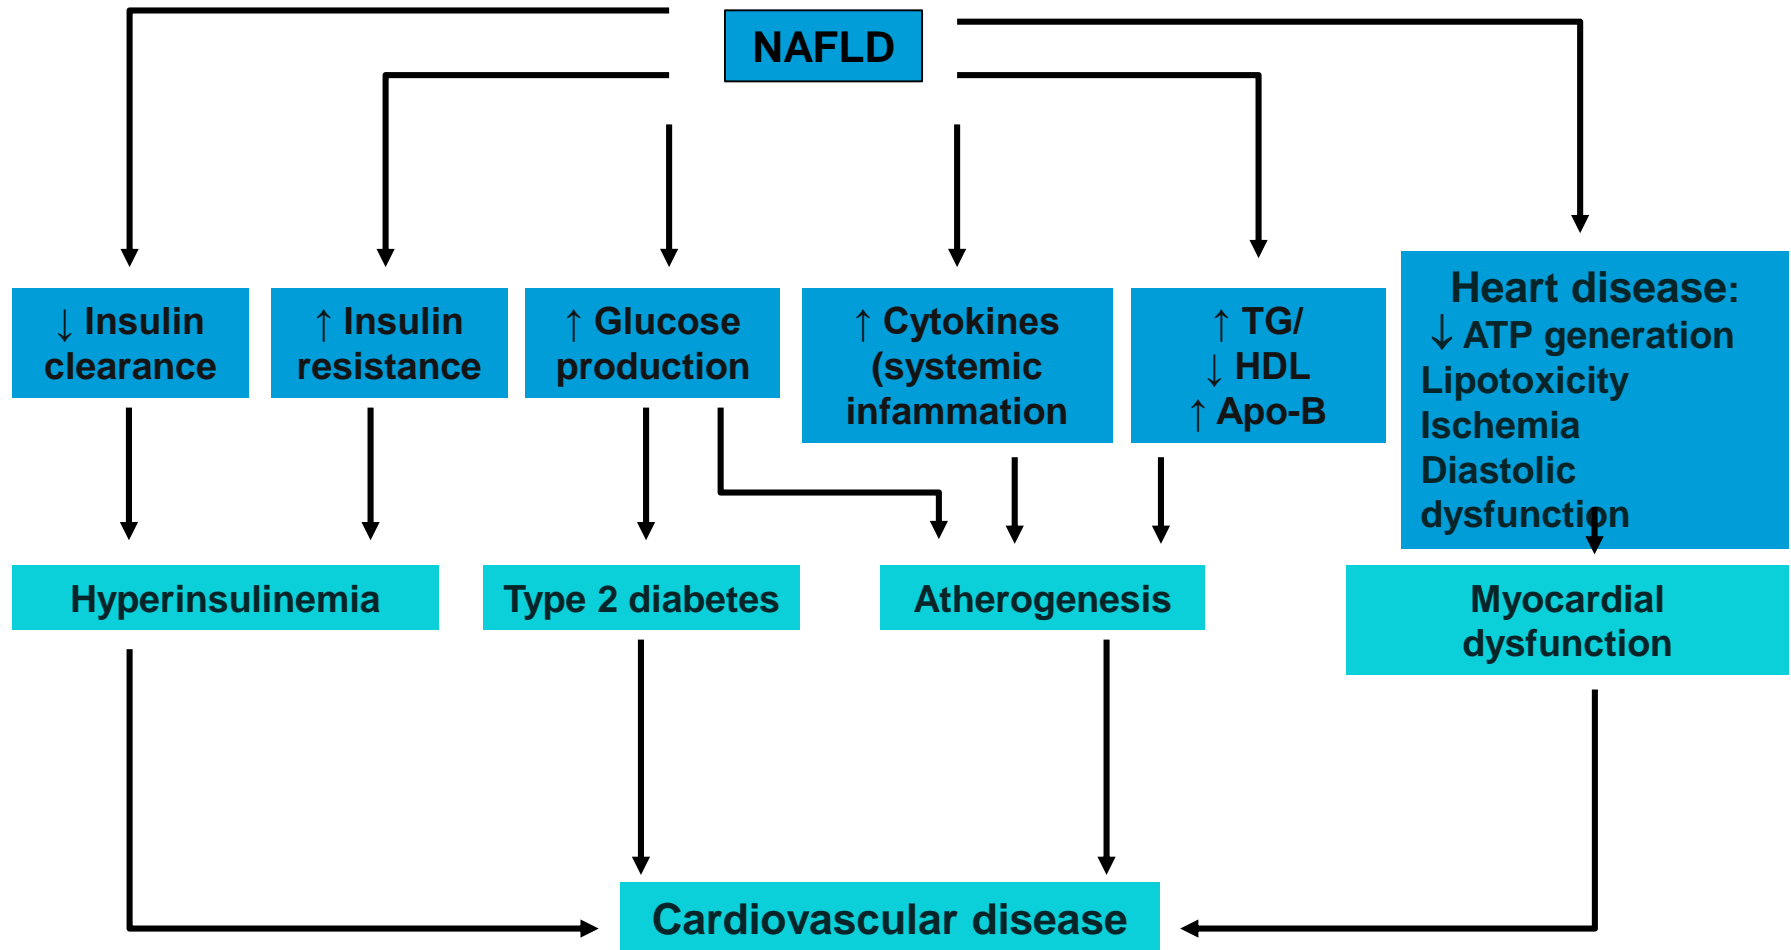 NAFLD
↓ Insulin
clearance
↑ Insulin
resistance
↑ Glucose
production
↑ Cytokines
(systemic
infammation
↑ TG/
↓ HDL
↑ Apo-B
Heart disease:
↓ ATP generation
Lipotoxicity
Ischemia
Diastolic
dysfunction
Hyperinsulinemia
Type 2 diabetes
Atherogenesis
Myocardial
dysfunction
Cardiovascular disease